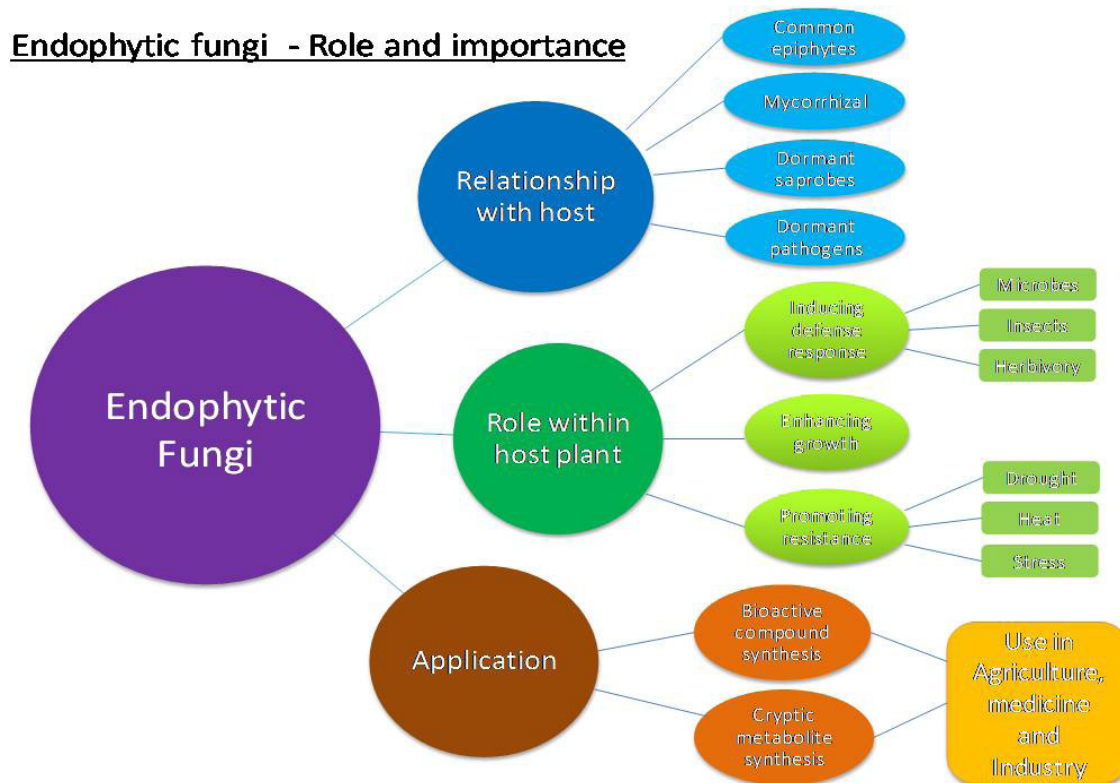 Endophytic fungi - Role and importance
Endophytic
Fungi
Relationship
with host
Common
epiphytes
Mycorrhizal
Dormant
saprobes
Dormant
pathogens
Role within
host plant
Inducing
defense
response
Microbes
Insects
Herbivory
Enhancing
growth
Promoting
resistance
Drought
Heat
Stress
Application
Bioactive
compound
synthesis
Cryptic
metabolite
synthesis
Use in
Agriculture,
medicine
and
Industry